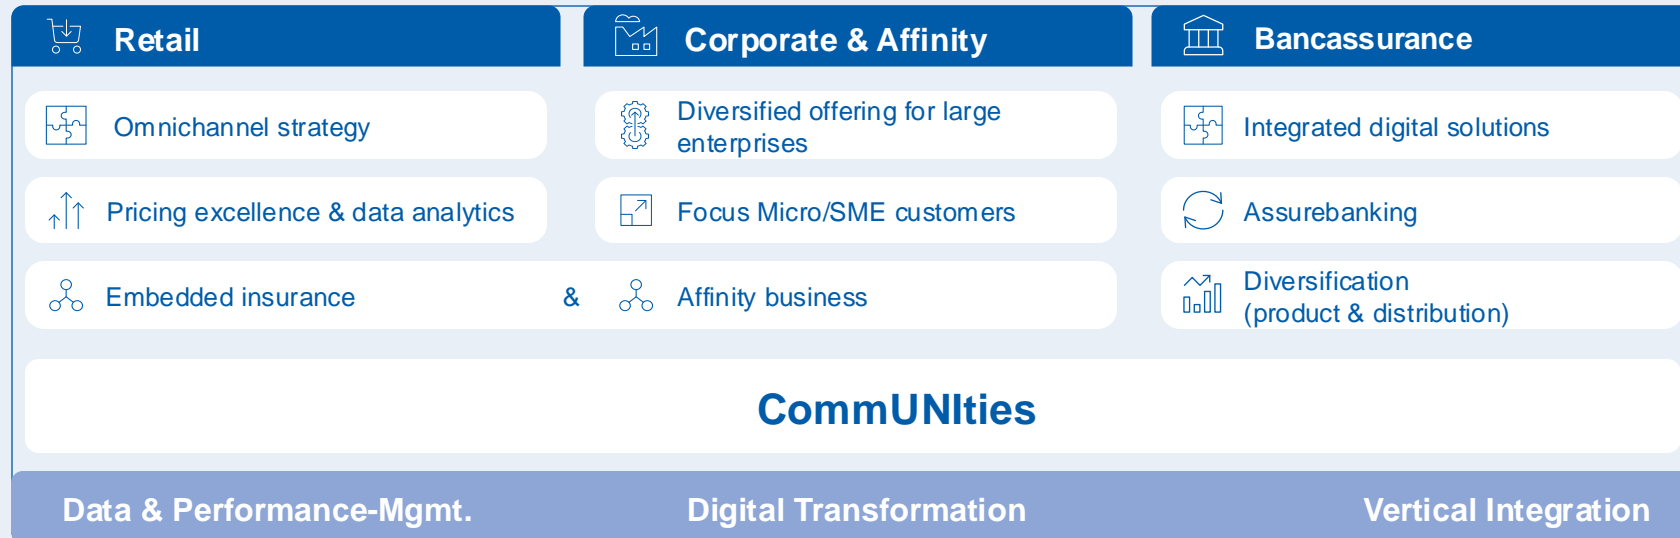 Retail
Corporate & Affinity
Bancassurance
Omnichannel strategy
Diversified offering for large
enterprises
Integrated digital solutions
Pricing excellence & data analytics
Focus Micro/SME customers
Assurebanking
Embedded insurance
&
Affinity business
Diversification
(product & distribution)
CommUNIties
Data & Performance-Mgmt.
Digital Transformation
Vertical Integration